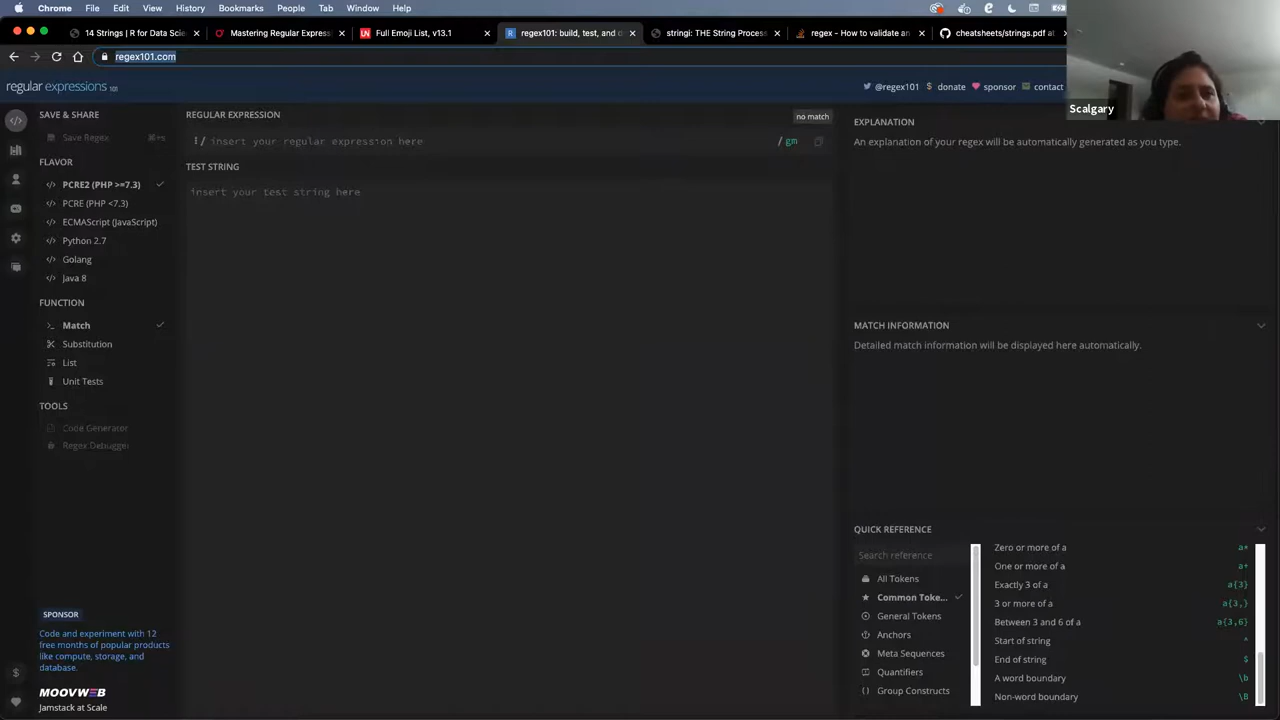 Chrome File Edit View History Bookmarks People Tab Window Help
14 Strings | R for Data Scie
Mastering Regular Express
Full Emoji List, v13.1
regex101: build, test, and
stringi: THE String Process
regex - How to validate an
cheatsheets/strings.pdf at
regex101.com
Scalgary
regular expressions 101
@regex101 donate sponsor contact
SAVE & SHARE
Save Regex ⌘+s
FLAVOR
PCRE2 (PHP >=7.3)
PCRE (PHP <7.3)
ECMAScript (JavaScript)
Python 2.7
Golang
Java 8
FUNCTION
Match
Substitution
List
Unit Tests
TOOLS
Code Generator
Regex Debugger
SPONSOR
Code and experiment with 12
free months of popular products
like compute, storage, and
database.
MOOVWEB
Jamstack at Scale
REGULAR EXPRESSION
no match
/ insert your regular expression here / gm
TEST STRING
insert your test string here
EXPLANATION
An explanation of your regex will be automatically generated as you type.
MATCH INFORMATION
Detailed match information will be displayed here automatically.
QUICK REFERENCE
Search reference
All Tokens
Common Toke...
General Tokens
Anchors
Meta Sequences
Quantifiers
Group Constructs
Zero or more of a a*
One or more of a a+
Exactly 3 of a a{3}
3 or more of a a{3,}
Between 3 and 6 of a a{3,6}
Start of string ^
End of string $
A word boundary \b
Non-word boundary \B